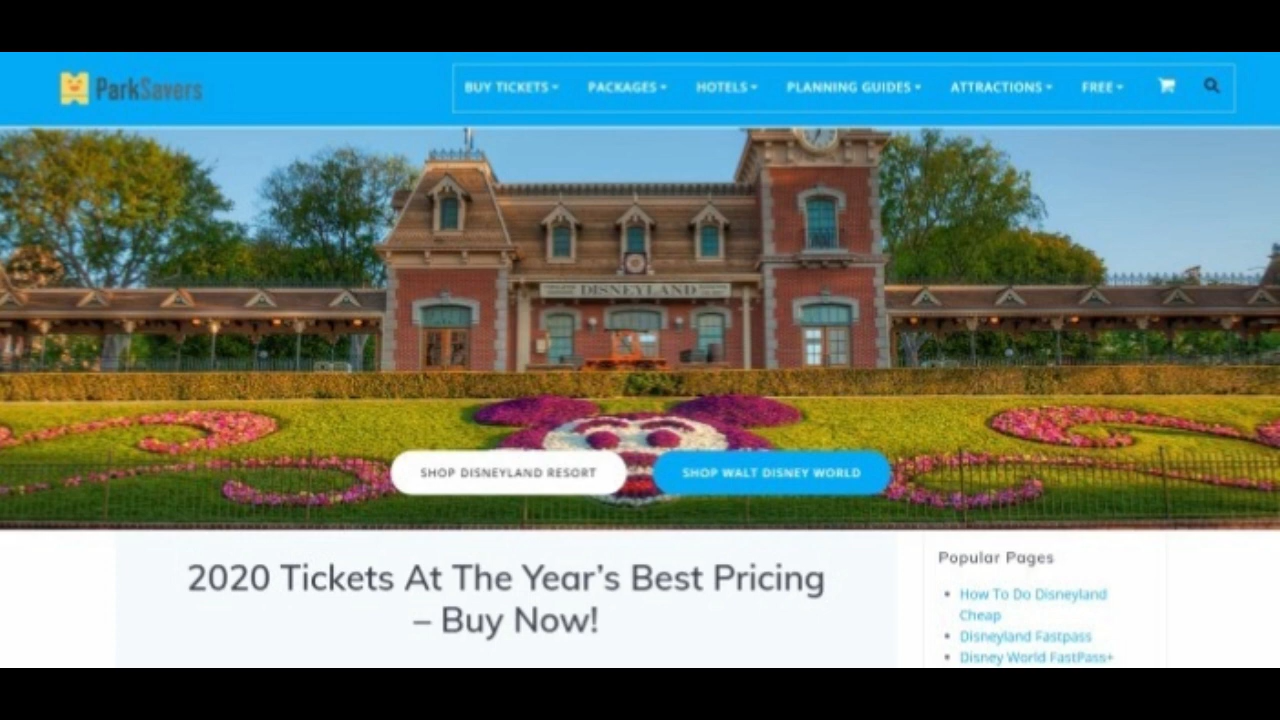 ParkSavers
BUY TICKETS
PACKAGES
HOTELS
PLANNING GUIDES
ATTRACTIONS
FREE
DISNEYLAND
SHOP DISNEYLAND RESORT
SHOP WALT DISNEY WORLD
2020 Tickets At The Year's Best Pricing
– Buy Now!
Popular Pages
• How To Do Disneyland
Cheap
• Disneyland Fastpass
• Disney World FastPass+